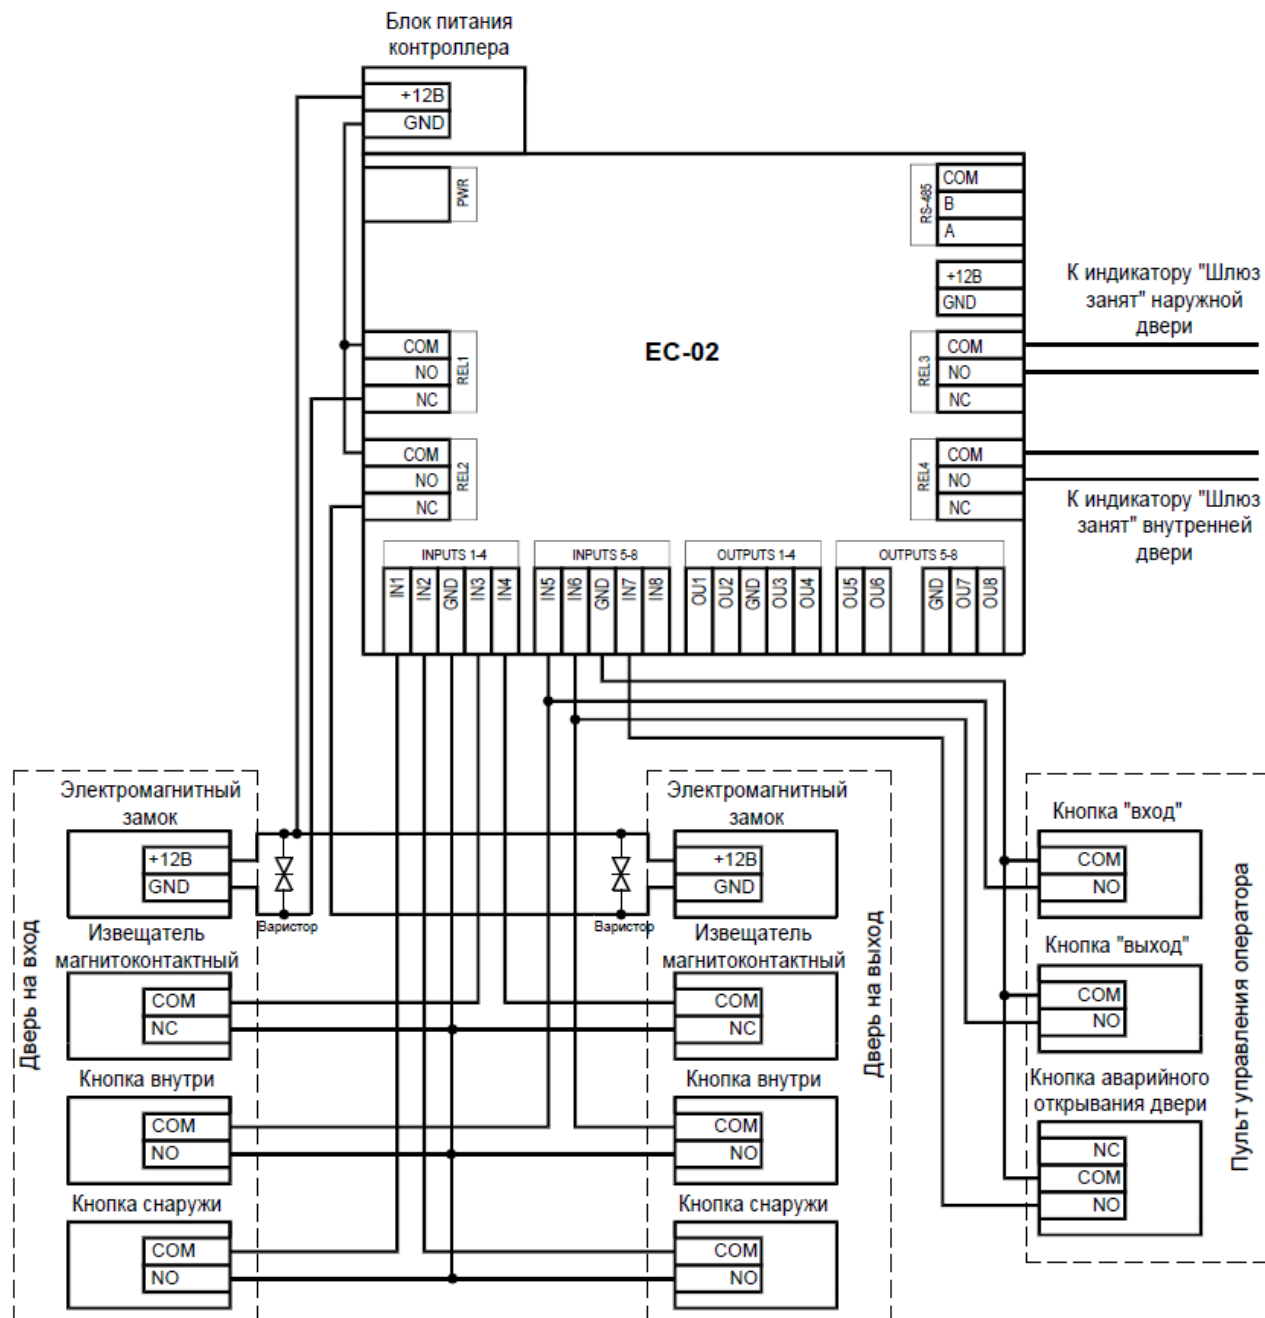 Блок питания
контроллера
+12В
GND
PWR
COM
NO
NC
REL1
COM
NO
NC
REL2
EC-02
COM
B
A
RS-485
+12В
GND
COM
NO
NC
REL3
COM
NO
NC
REL4
К индикатору "Шлюз
занят" наружной
двери
К индикатору "Шлюз
занят" внутренней
двери
INPUTS 1-4
IN1
IN2
GND
IN3
IN4
INPUTS 5-8
IN5
IN6
GND
IN7
IN8
OUTPUTS 1-4
OU1
OU2
GND
OU3
OU4
OUTPUTS 5-8
OU5
OU6
GND
OU7
OU8
Дверь на вход
Электромагнитный
замок
+12В
GND
Варистор
Извещатель
магнитоконтактный
COM
NC
Кнопка внутри
COM
NO
Кнопка снаружи
COM
NO
Дверь на выход
Электромагнитный
замок
+12В
GND
Варистор
Извещатель
магнитоконтактный
COM
NC
Кнопка внутри
COM
NO
Кнопка снаружи
COM
NO
Пульт управления оператора
Кнопка "вход"
COM
NO
Кнопка "выход"
COM
NO
Кнопка аварийного
открывания двери
NC
COM
NO